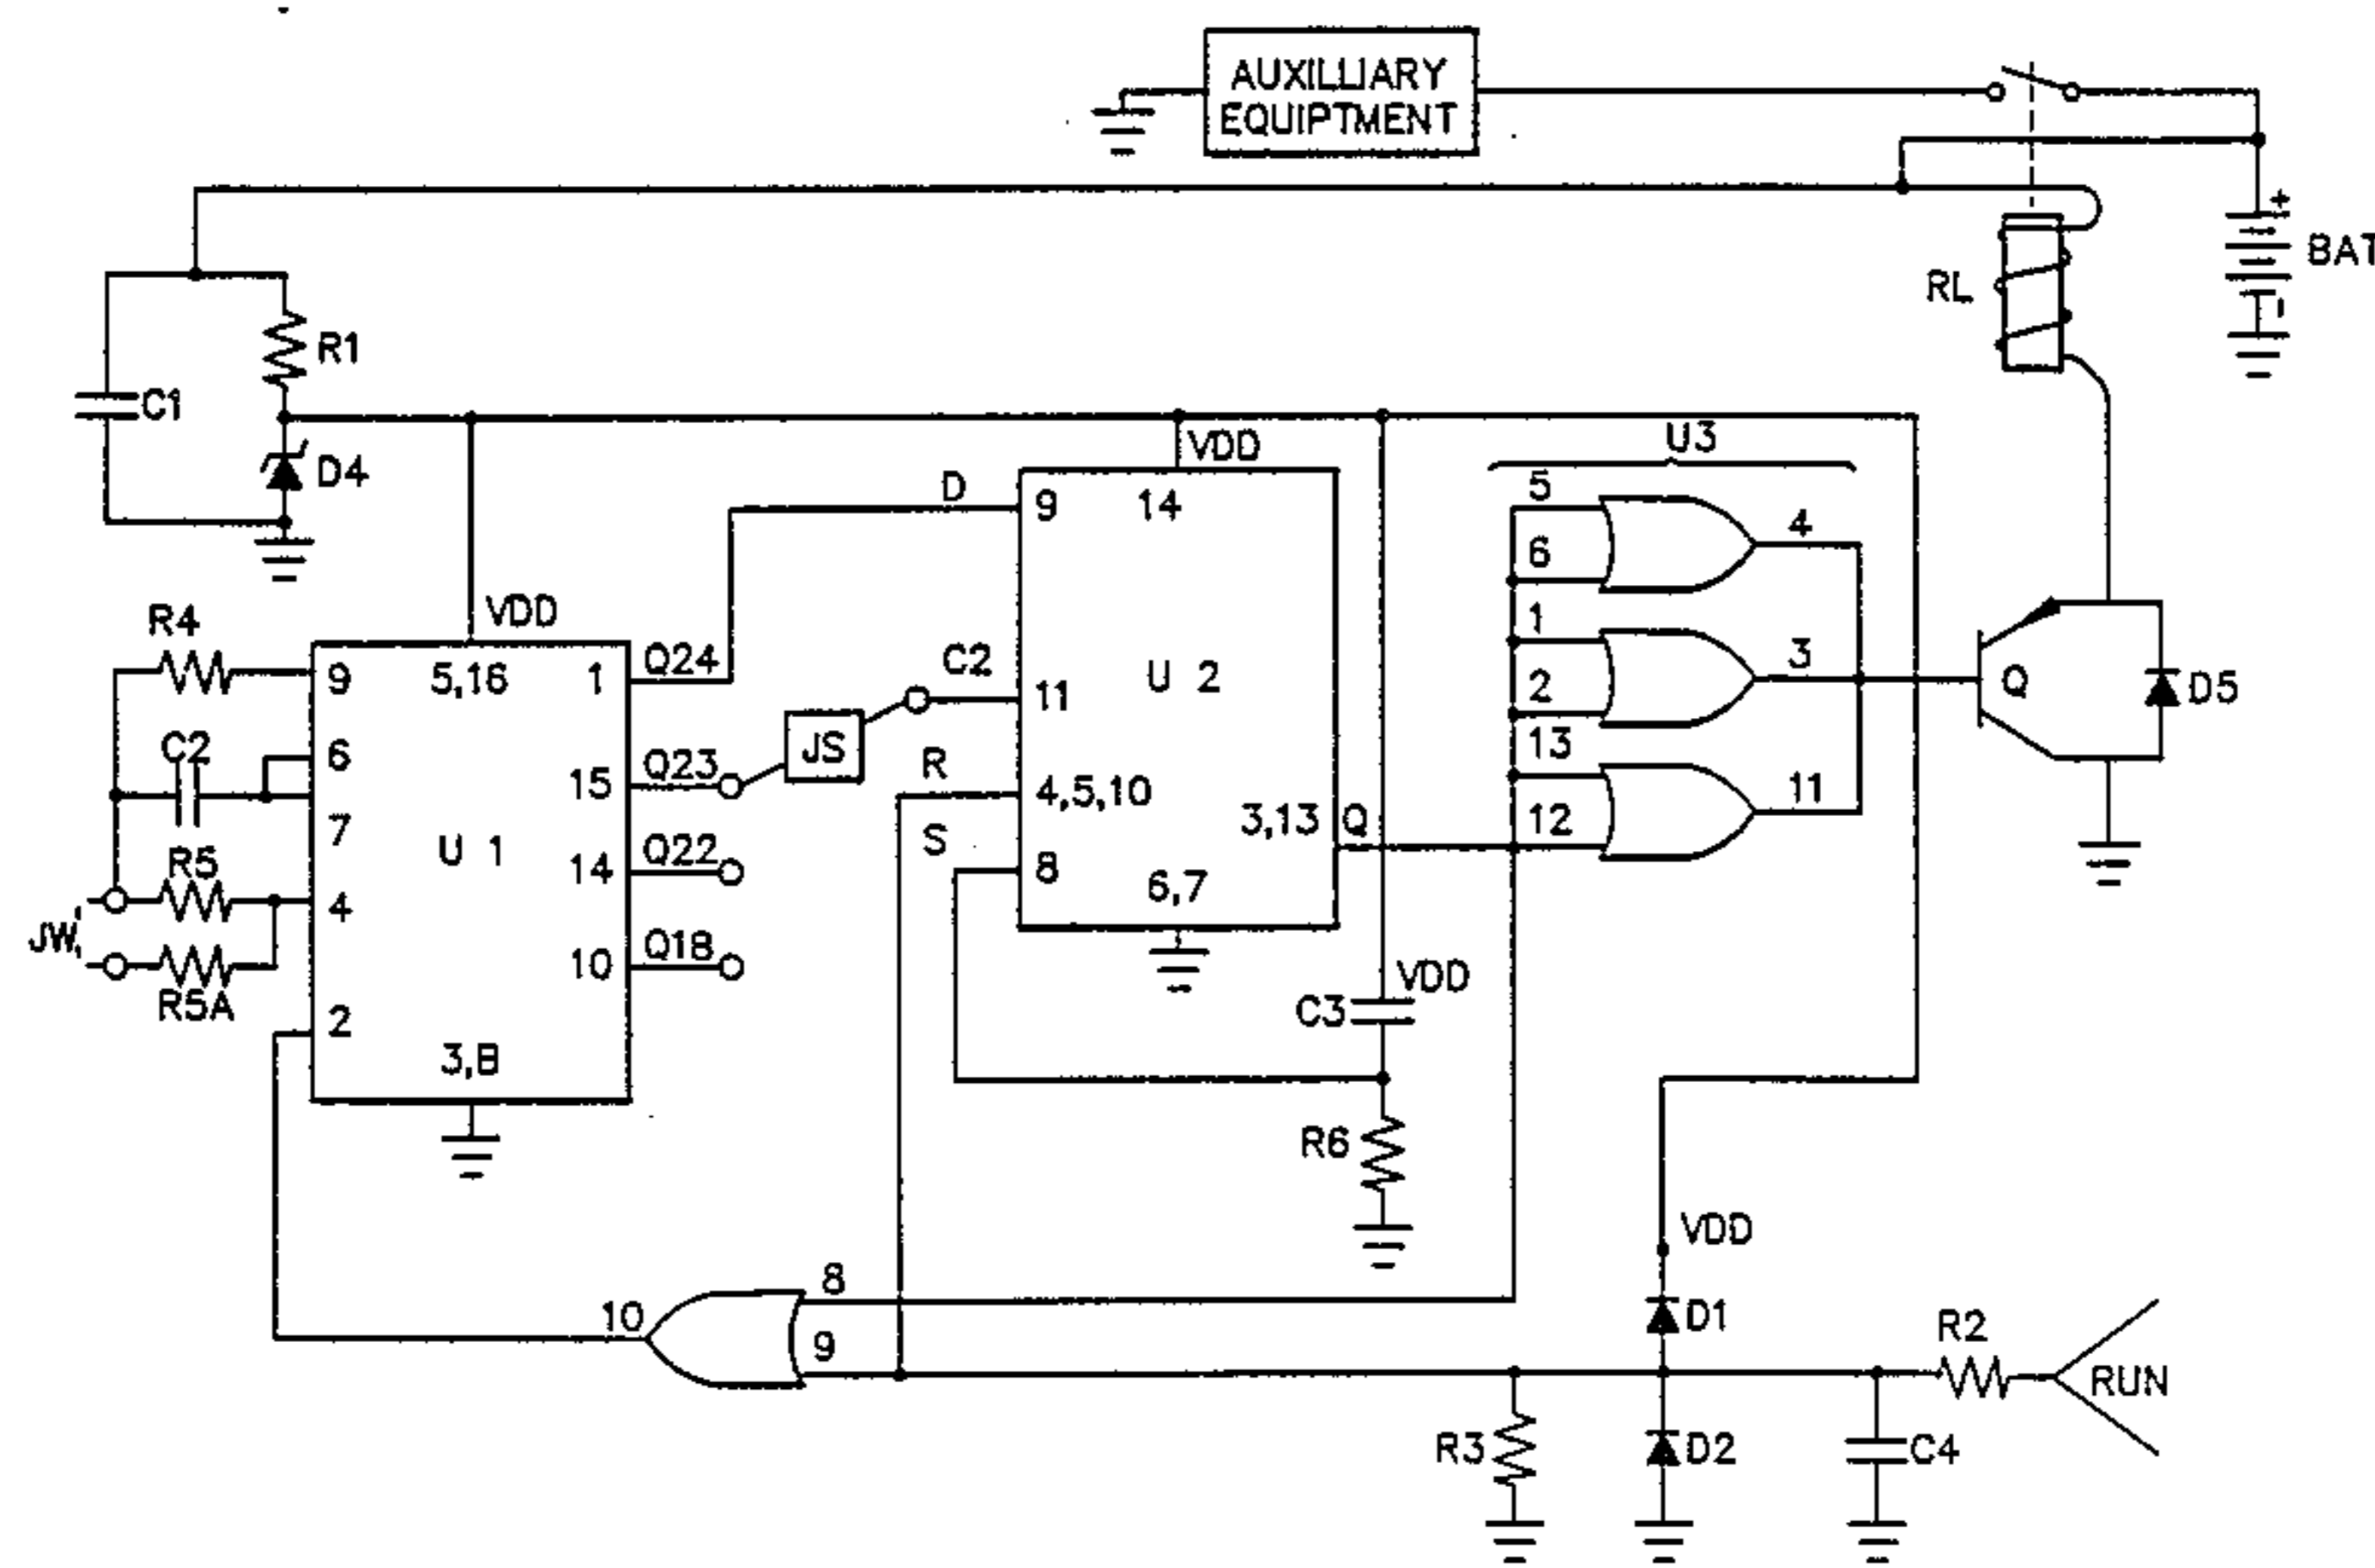 AUXILLIARY
EQUIPTMENT
+
BAT
-
RL
R1
C1
D4
VDD
U3
D
9
14
5
6
4
R4
VDD
9
5,16
1
Q24
C2
11
U 2
1
2
3
Q
D5
C2
6
15
Q23
JS
R
4,5,10
13
7
U 1
14
Q22
S
8
3,13
Q
12
11
R5
4
6,7
JW
R5A
10
Q18
VDD
C3
2
3,8
R6
VDD
8
10
9
D1
R2
RUN
R3
D2
C4